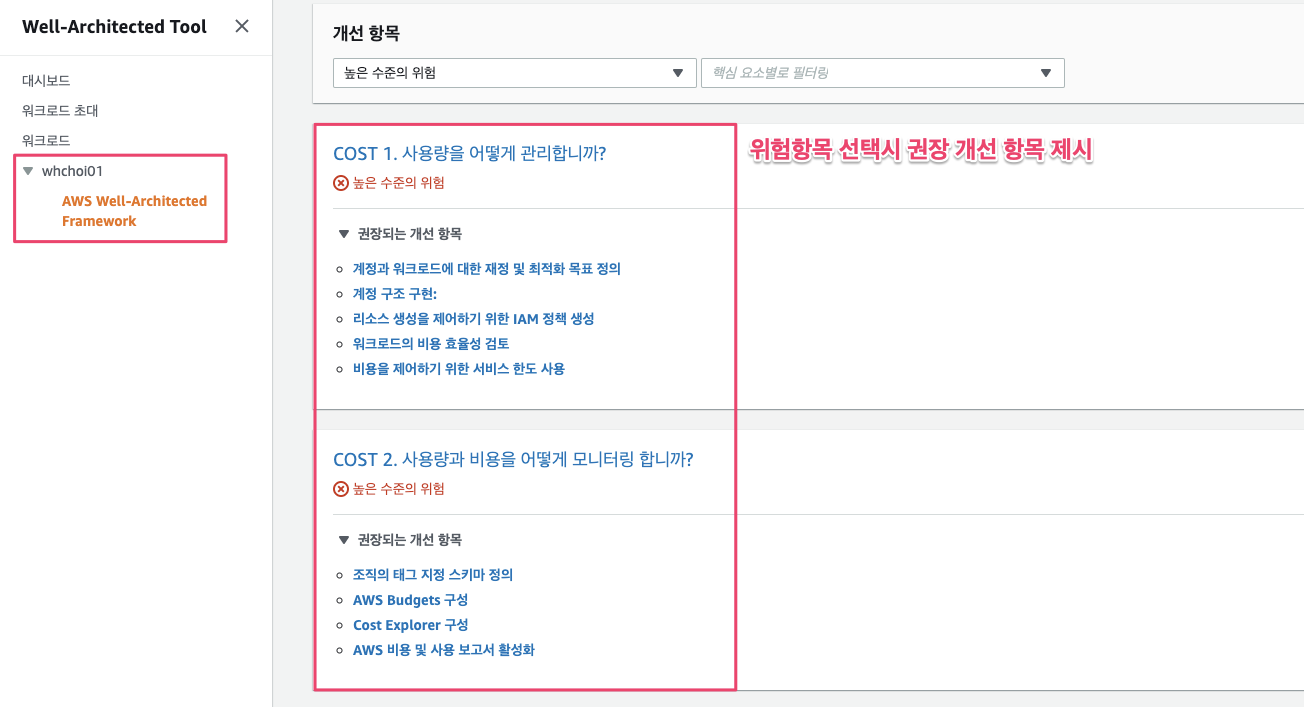 Well-Architected Tool
대시보드
워크로드 초대
워크로드
whchoi01
AWS Well-Architected
Framework
개선 항목
높은 수준의 위험
핵심 요소별로 필터링
COST 1. 사용량을 어떻게 관리합니까?
위험항목 선택시 권장 개선 항목 제시
높은 수준의 위험
권장되는 개선 항목
계정과 워크로드에 대한 재정 및 최적화 목표 정의
계정 구조 구현:
리소스 생성을 제어하기 위한 IAM 정책 생성
워크로드의 비용 효율성 검토
비용을 제어하기 위한 서비스 한도 사용
COST 2. 사용량과 비용을 어떻게 모니터링 합니까?
높은 수준의 위험
권장되는 개선 항목
조직의 태그 지정 스키마 정의
AWS Budgets 구성
Cost Explorer 구성
AWS 비용 및 사용 보고서 활성화